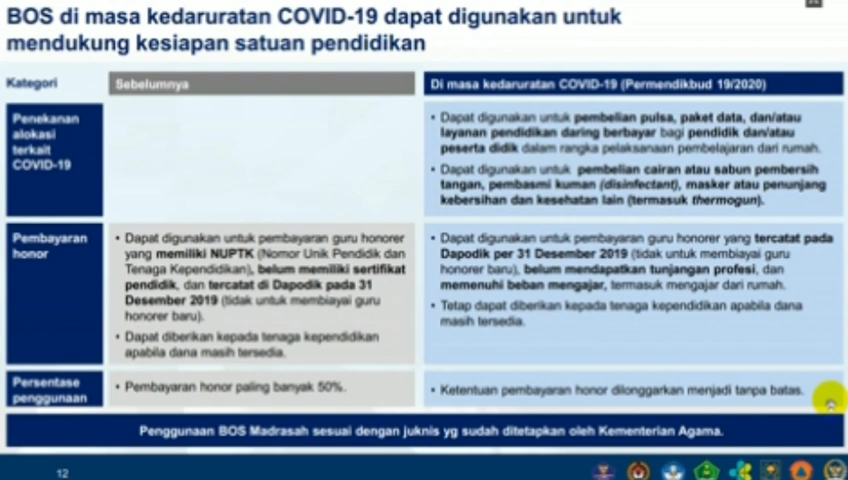 BOS di masa kedaruratan COVID-19 dapat digunakan untuk
mendukung kesiapan satuan pendidikan
Kategori
Sebelumnya
Di masa kedaruratan COVID-19 (Permendikbud 19/2020)
Penekanan
alokasi
terkait
COVID-19
• Dapat digunakan untuk pembelian pulsa, paket data, dan/atau
layanan pendidikan daring berbayar bagi pendidik dan/atau
peserta didik dalam rangka pelaksanaan pembelajaran dari rumah.
• Dapat digunakan untuk pembelian cairan atau sabun pembersih
tangan, pembasmi kuman (disinfectant), masker atau penunjang
kebersihan dan kesehatan lain (termasuk thermogun).
Pembayaran
honor
• Dapat digunakan untuk pembayaran guru honorer
yang memiliki NUPTK (Nomor Unik Pendidik dan
Tenaga Kependidikan), belum memiliki sertifikat
pendidik, dan tercatat di Dapodik pada 31
Desember 2019 (tidak untuk membiayai guru
honorer baru).
• Dapat diberikan kepada tenaga kependidikan
apabila dana masih tersedia.
• Dapat digunakan untuk pembayaran guru honorer yang tercatat pada
Dapodik per 31 Desember 2019 (tidak untuk membiayai guru
honorer baru), belum mendapatkan tunjangan profesi, dan
memenuhi beban mengajar, termasuk mengajar dari rumah.
• Tetap dapat diberikan kepada tenaga kependidikan apabila dana
masih tersedia.
Persentase
penggunaan
• Pembayaran honor paling banyak 50%.
• Ketentuan pembayaran honor dilonggarkan menjadi tanpa batas.
Penggunaan BOS Madrasah sesuai dengan juknis yg sudah ditetapkan oleh Kementerian Agama.
12